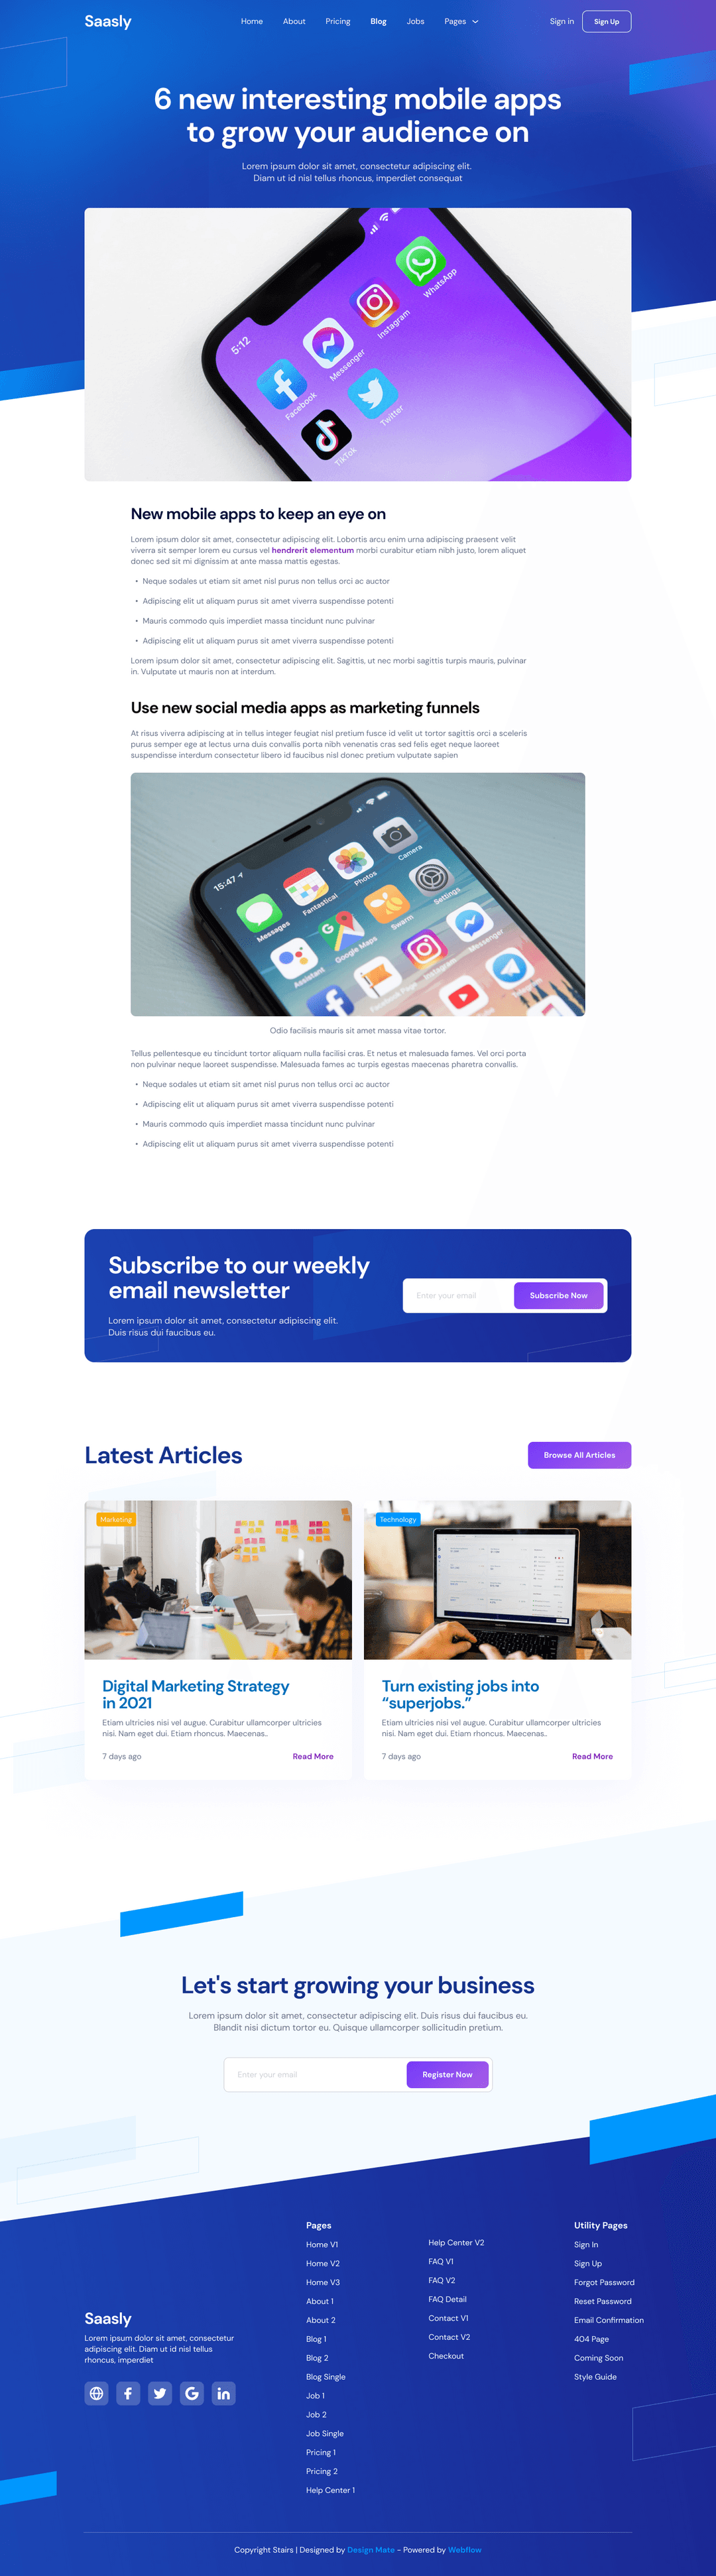 Saasly
Home About Pricing Blog Jobs Pages
Sign in Sign Up
6 new interesting mobile apps
to grow your audience on
Lorem ipsum dolor sit amet, consectetur adipiscing elit.
Diam ut id nisl tellus rhoncus, imperdiet consequat
5:12
WhatsApp
Instagram
Messenger
Facebook
Twitter
TikTok
New mobile apps to keep an eye on
Lorem ipsum dolor sit amet, consectetur adipiscing elit. Lobortis arcu enim urna adipiscing praesent velit
viverra sit semper lorem eu cursus vel hendrerit elementum morbi curabitur etiam nibh justo, lorem aliquet
donec sed sit mi dignissim at ante massa mattis egestas.
• Neque sodales ut etiam sit amet nisl purus non tellus orci ac auctor
• Adipiscing elit ut aliquam purus sit amet viverra suspendisse potenti
• Mauris commodo quis imperdiet massa tincidunt nunc pulvinar
• Adipiscing elit ut aliquam purus sit amet viverra suspendisse potenti
Lorem ipsum dolor sit amet, consectetur adipiscing elit. Sagittis, ut nec morbi sagittis turpis mauris, pulvinar
in. Vulputate ut mauris non at interdum.
Use new social media apps as marketing funnels
At risus viverra adipiscing at in tellus integer feugiat nisl pretium fusce id velit ut tortor sagittis orci a sceleris
purus semper ege at lectus urna duis convallis porta nibh venenatis cras sed felis eget neque laoreet
suspendisse interdum consectetur libero id faucibus nisl donec pretium vulputate sapien
15:47
Camera
Photos
Fantastical
Messages
Settings
Swarm
Google Maps
Assistant
Messenger
Instagram
Odio facilisis mauris sit amet massa vitae tortor.
Tellus pellentesque eu tincidunt tortor aliquam nulla facilisi cras. Et netus et malesuada fames. Vel orci porta
non pulvinar neque laoreet suspendisse. Malesuada fames ac turpis egestas maecenas pharetra convallis.
• Neque sodales ut etiam sit amet nisl purus non tellus orci ac auctor
• Adipiscing elit ut aliquam purus sit amet viverra suspendisse potenti
• Mauris commodo quis imperdiet massa tincidunt nunc pulvinar
• Adipiscing elit ut aliquam purus sit amet viverra suspendisse potenti
Subscribe to our weekly
email newsletter
Lorem ipsum dolor sit amet, consectetur adipiscing elit.
Duis risus dui faucibus eu.
Enter your email
Subscribe Now
Latest Articles
Browse All Articles
Marketing
Digital Marketing Strategy
in 2021
Etiam ultricies nisi vel augue. Curabitur ullamcorper ultricies
nisi. Nam eget dui. Etiam rhoncus. Maecenas..
7 days ago Read More
Technology
Turn existing jobs into
“superjobs.”
Etiam ultricies nisi vel augue. Curabitur ullamcorper ultricies
nisi. Nam eget dui. Etiam rhoncus. Maecenas..
7 days ago Read More
Let's start growing your business
Lorem ipsum dolor sit amet, consectetur adipiscing elit. Duis risus dui faucibus eu.
Blandit nisi dictum tortor eu. Quisque ullamcorper sollicitudin pretium.
Enter your email
Register Now
Saasly
Lorem ipsum dolor sit amet, consectetur
adipiscing elit. Diam ut id nisl tellus
rhoncus, imperdiet
Pages
Home V1
Home V2
Home V3
About 1
About 2
Blog 1
Blog 2
Blog Single
Job 1
Job 2
Job Single
Pricing 1
Pricing 2
Help Center 1
Help Center V2
FAQ V1
FAQ V2
FAQ Detail
Contact V1
Contact V2
Checkout
Utility Pages
Sign In
Sign Up
Forgot Password
Reset Password
Email Confirmation
404 Page
Coming Soon
Style Guide
Copyright Stairs | Designed by Design Mate - Powered by Webflow